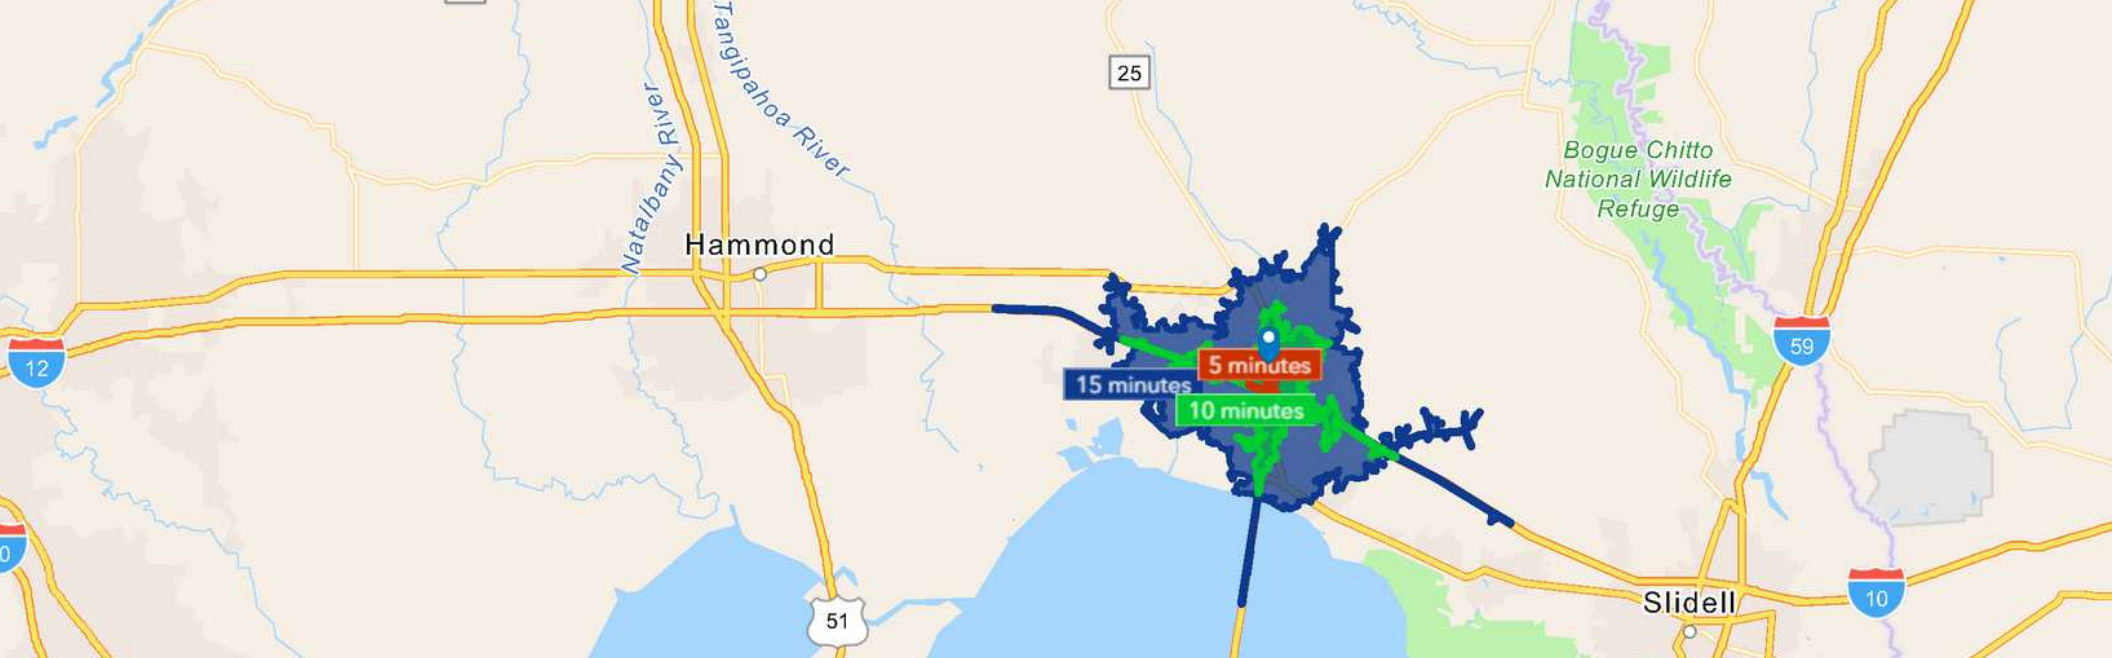 Tangipahoa River
25
Natalbany River
Bogue Chitto
National Wildlife
Refuge
Hammond
12
59
5 minutes
15 minutes
10 minutes
0
51
10
Slidell